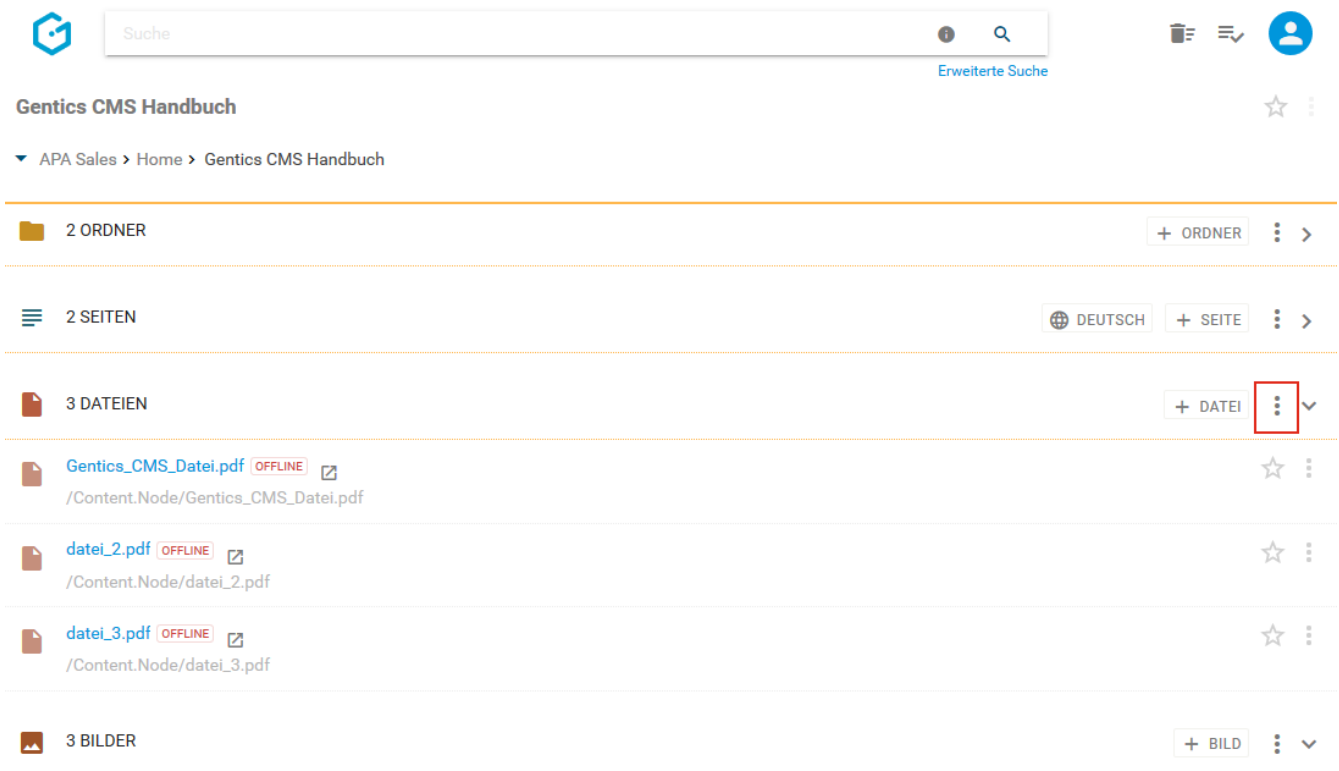 Suche
Erweiterte Suche
Gentics CMS Handbuch
APA Sales > Home > Gentics CMS Handbuch
2 ORDNER + ORDNER
2 SEITEN DEUTSCH + SEITE
3 DATEIEN + DATEI
Gentics_CMS_Datei.pdf OFFLINE
/Content.Node/Gentics_CMS_Datei.pdf
datei_2.pdf OFFLINE
/Content.Node/datei_2.pdf
datei_3.pdf OFFLINE
/Content.Node/datei_3.pdf
3 BILDER + BILD